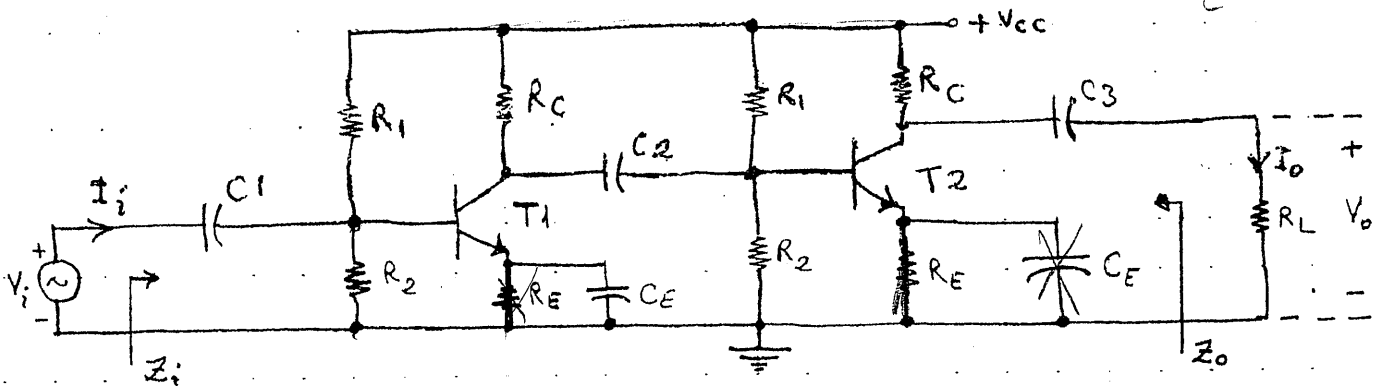 + Vcc
R1
RC
R1
RC
C3
C2
Ii
C1
T1
T2
Io
+
+
Vi
R2
RE
CE
R2
RE
CE
RL
Vo
-
-
Zi
Zo